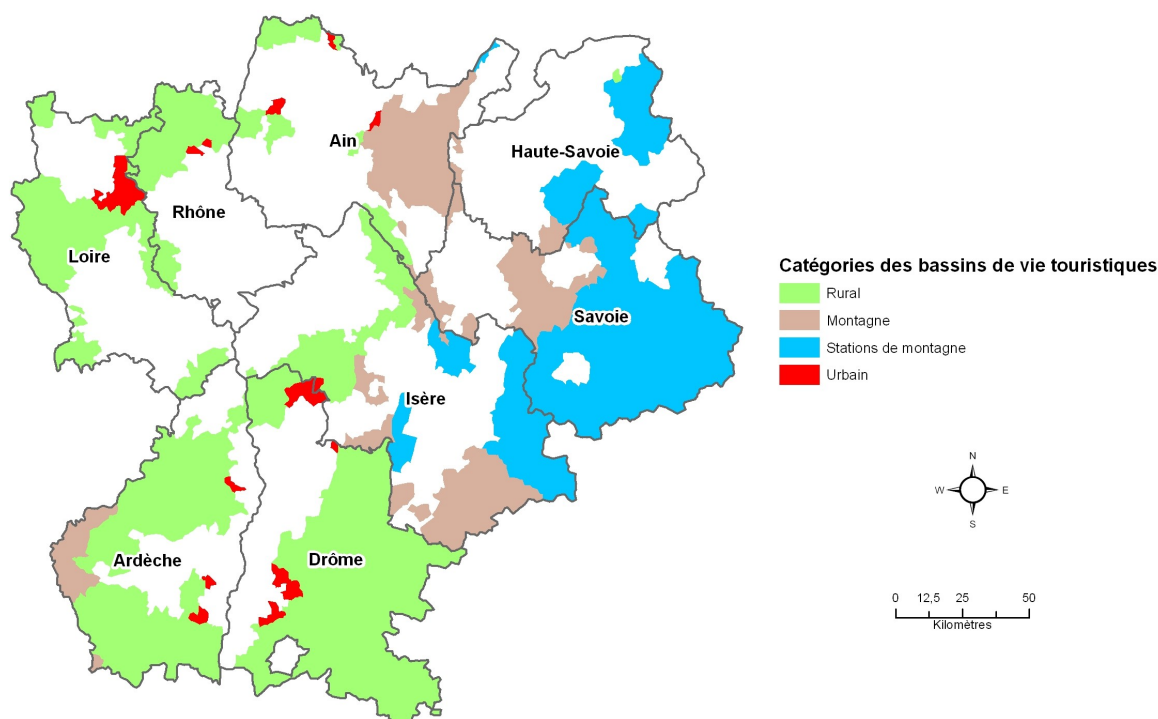 Ain
Haute-Savoie
Rhône
Loire
Savoie
Isère
Ardèche
Drôme
Catégories des bassins de vie touristiques
Rural
Montagne
Stations de montagne
Urbain
N
W E
S
0 12,5 25 50
Kilomètres